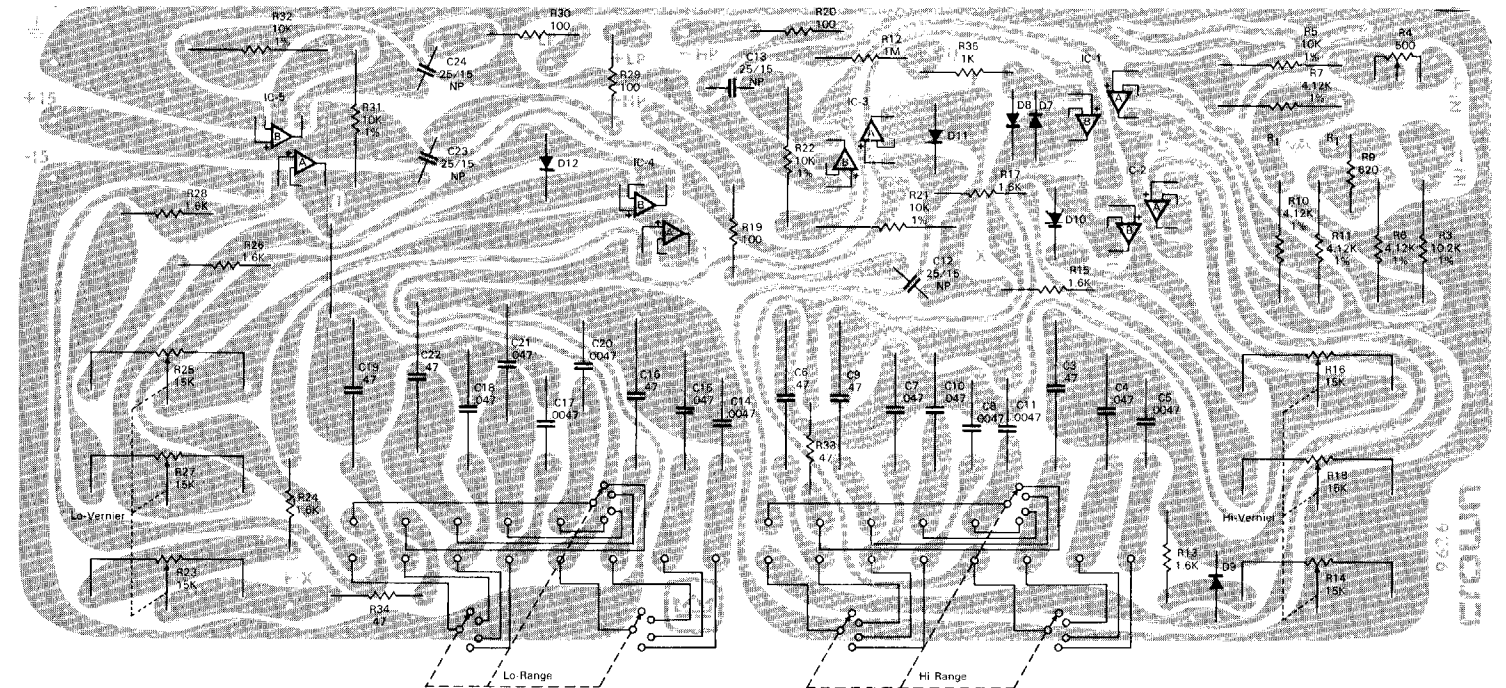 R32
10K
1%
R30
100
R20
100
R12
1M
R35
1K
IC-1
R5
10K
1%
R7
4.12K
1%
R4
500
C24
25/15
NP
R29
100
LP
HP
C13
25/15
NP
+15
IC-5
B
A
R31
10K
1%
IC-3
A
B
D11
D8
D7
B
A
-15
C23
25/15
NP
D12
IC-4
B
A
R22
10K
1%
R1
R1
R9
620
R17
1.6K
IC-2
B
R28
1.6K
R26
1.6K
R19
100
R21
10K
1%
D10
R10
4.12K
1%
R11
4.12K
1%
R6
4.12K
1%
R3
10.2K
1%
C12
25/15
NP
R15
1.6K
C19
.47
C22
.47
C18
.047
C21
.047
C17
.0047
C20
.0047
C16
.47
C15
.047
C14
.0047
C6
.47
C9
.47
C7
.047
C10
.047
C8
.0047
C11
.0047
C3
.47
C4
.047
C5
.0047
R25
15K
R16
15K
R33
47
R27
15K
R18
15K
R24
1.6K
Lo-Vernier
Hi-Vernier
R13
1.6K
D9
R23
15K
R14
15K
R34
47
Lo-Range
Hi Range
crown